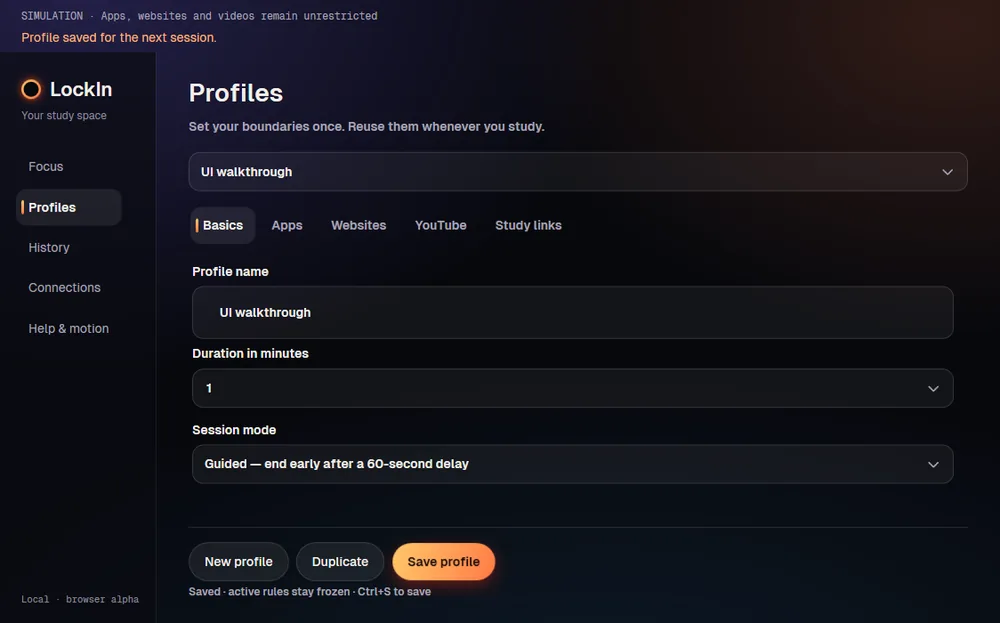 SIMULATION · Apps, websites and videos remain unrestricted
Profile saved for the next session.
LockIn
Your study space
Focus
Profiles
History
Connections
Help & motion
Local · browser alpha
Profiles
Set your boundaries once. Reuse them whenever you study.
UI walkthrough
Basics Apps Websites YouTube Study links
Profile name
UI walkthrough
Duration in minutes
1
Session mode
Guided — end early after a 60-second delay
New profile Duplicate Save profile
Saved · active rules stay frozen · Ctrl+S to save